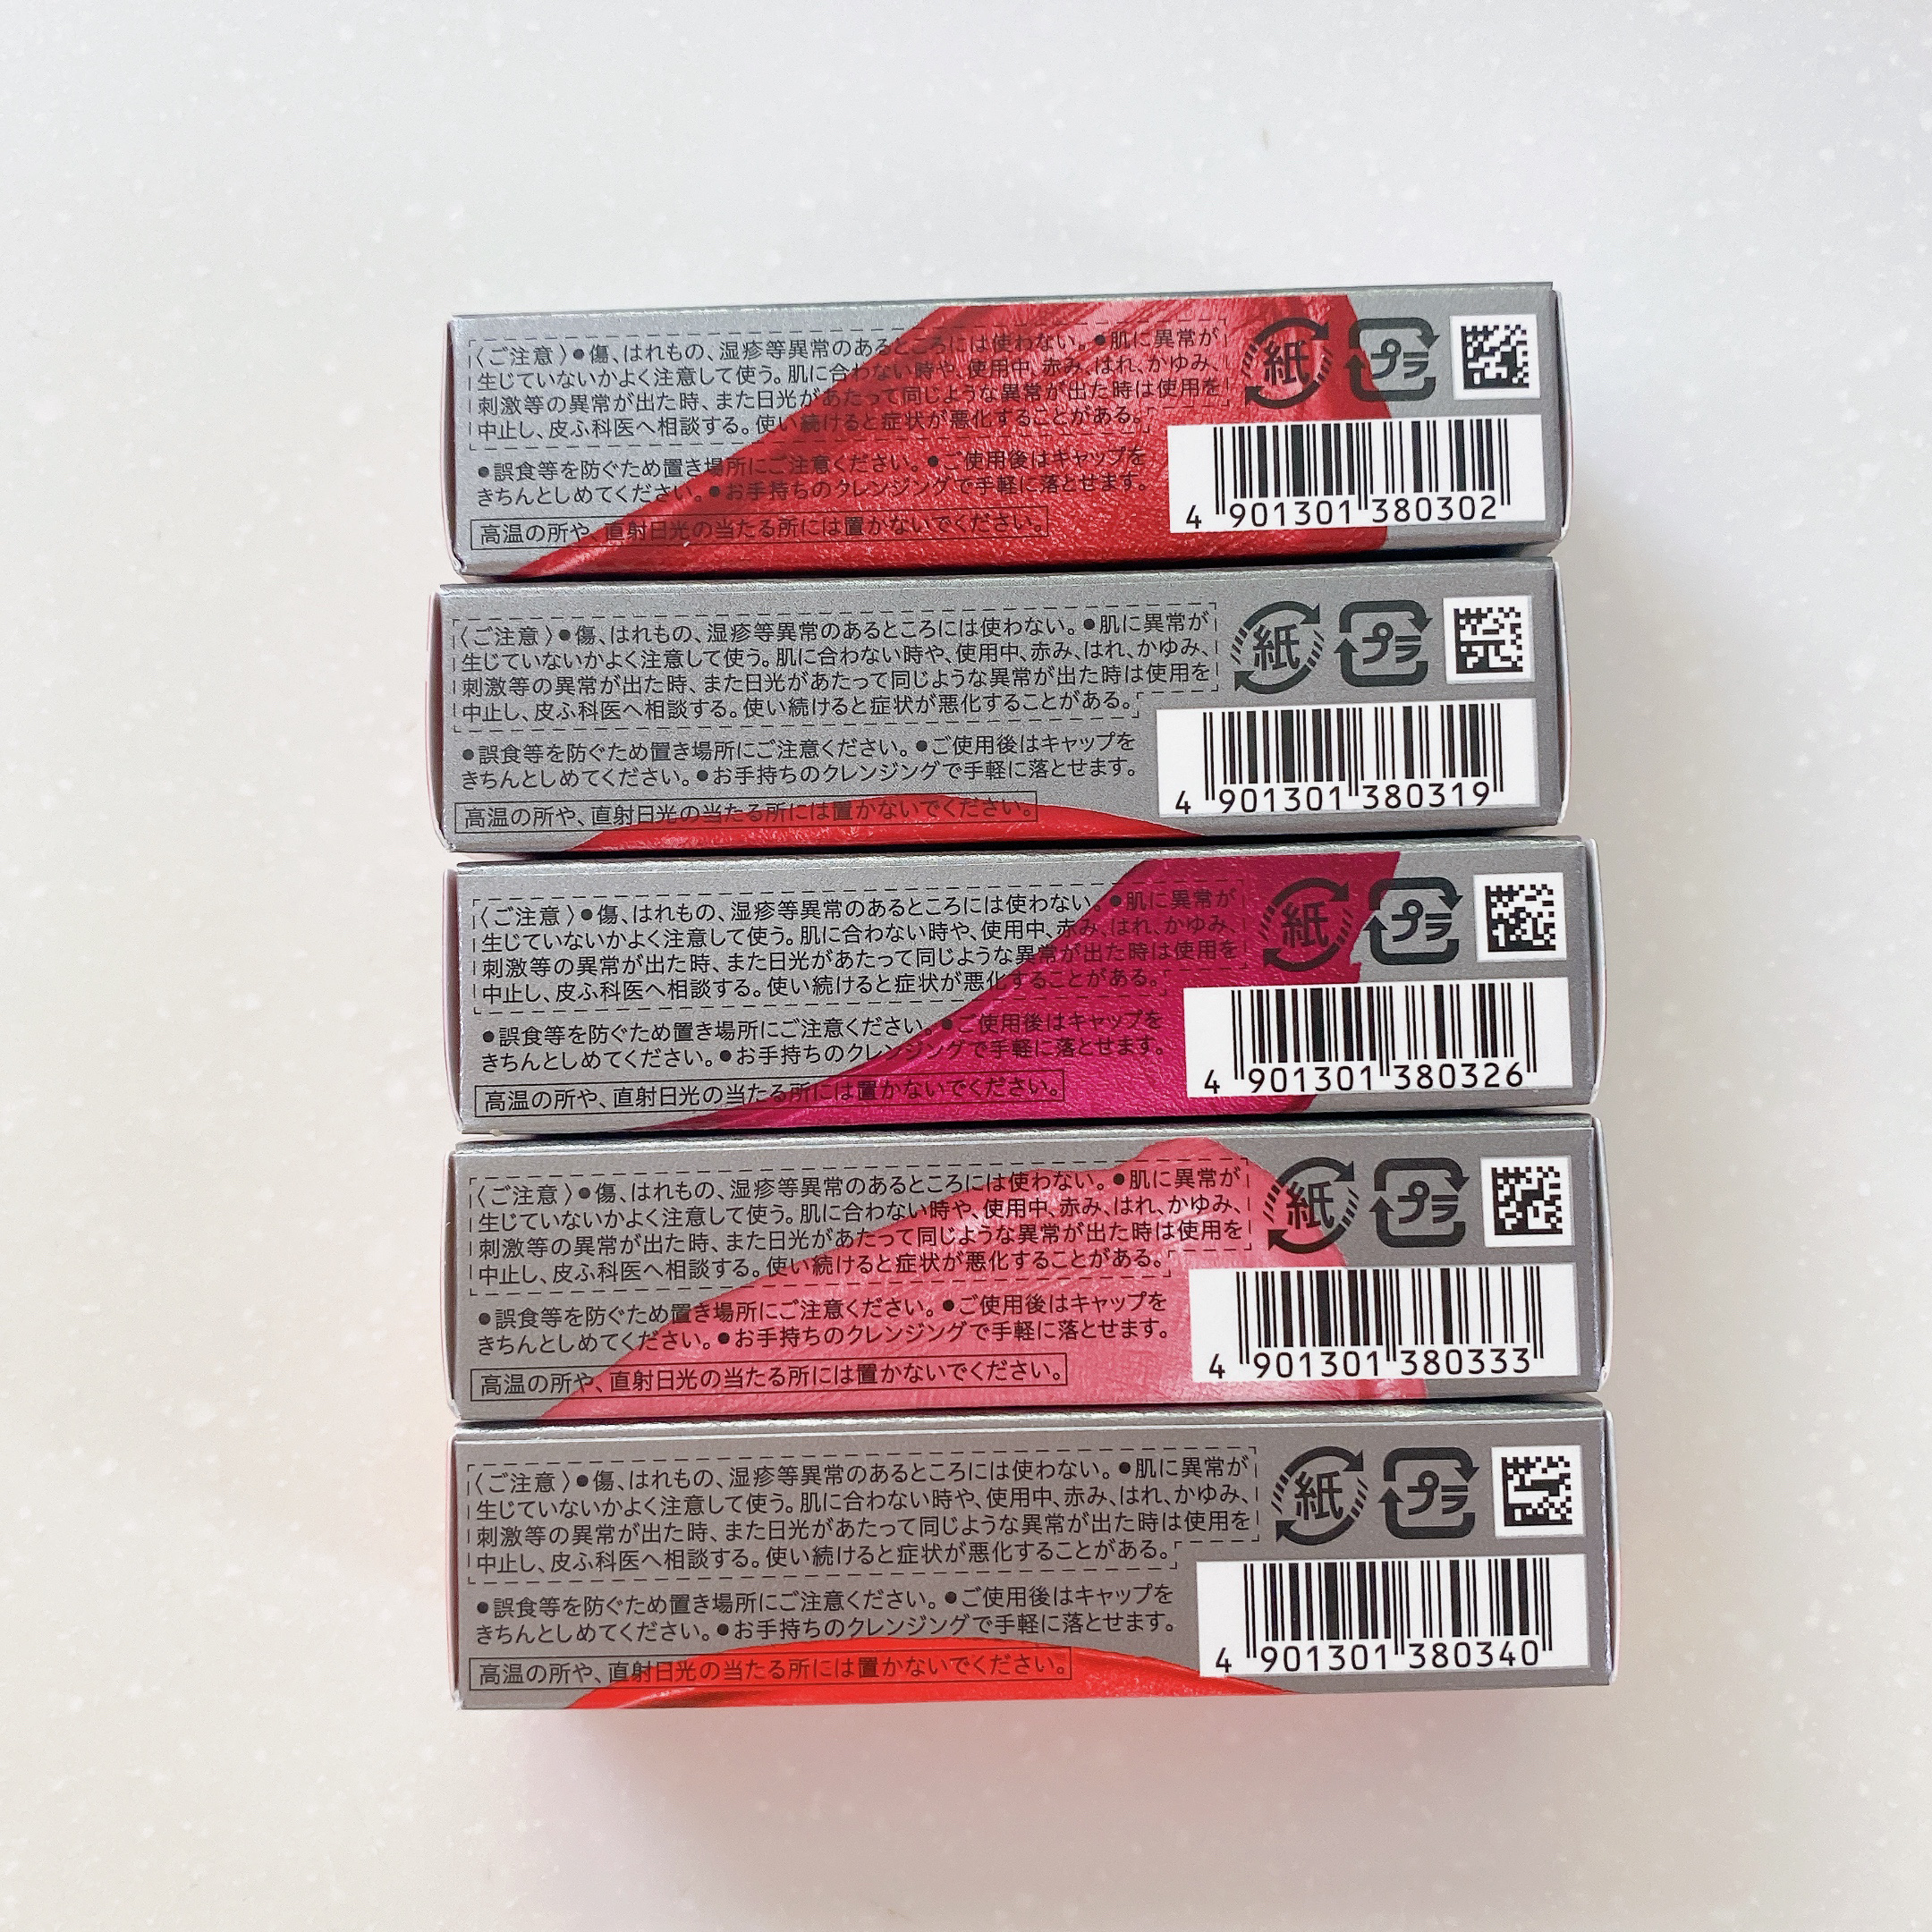 〈ご注意〉●傷、はれもの、湿疹等異常のあるところには使わない。●肌に異常が
生じていないかよく注意して使う。肌に合わない時や、使用中、赤み、はれ、かゆみ、
刺激等の異常が出た時、また日光があたって同じような異常が出た時は使用を
中止し、皮ふ科医へ相談する。使い続けると症状が悪化することがある。
●誤食等を防ぐため置き場所にご注意ください。●ご使用後はキャップを
きちんとしめてください。●お手持ちのクレンジングで手軽に落とせます。
高温の所や、直射日光の当たる所には置かないでください。
紙 プラ
4 901301 380302
〈ご注意〉●傷、はれもの、湿疹等異常のあるところには使わない。●肌に異常が
生じていないかよく注意して使う。肌に合わない時や、使用中、赤み、はれ、かゆみ、
刺激等の異常が出た時、また日光があたって同じような異常が出た時は使用を
中止し、皮ふ科医へ相談する。使い続けると症状が悪化することがある。
●誤食等を防ぐため置き場所にご注意ください。●ご使用後はキャップを
きちんとしめてください。●お手持ちのクレンジングで手軽に落とせます。
高温の所や、直射日光の当たる所には置かないでください。
紙 プラ
4 901301 380319
〈ご注意〉●傷、はれもの、湿疹等異常のあるところには使わない。●肌に異常が
生じていないかよく注意して使う。肌に合わない時や、使用中、赤み、はれ、かゆみ、
刺激等の異常が出た時、また日光があたって同じような異常が出た時は使用を
中止し、皮ふ科医へ相談する。使い続けると症状が悪化することがある。
●誤食等を防ぐため置き場所にご注意ください。●ご使用後はキャップを
きちんとしめてください。●お手持ちのクレンジングで手軽に落とせます。
高温の所や、直射日光の当たる所には置かないでください。
紙 プラ
4 901301 380326
〈ご注意〉●傷、はれもの、湿疹等異常のあるところには使わない。●肌に異常が
生じていないかよく注意して使う。肌に合わない時や、使用中、赤み、はれ、かゆみ、
刺激等の異常が出た時、また日光があたって同じような異常が出た時は使用を
中止し、皮ふ科医へ相談する。使い続けると症状が悪化することがある。
●誤食等を防ぐため置き場所にご注意ください。●ご使用後はキャップを
きちんとしめてください。●お手持ちのクレンジングで手軽に落とせます。
高温の所や、直射日光の当たる所には置かないでください。
紙 プラ
4 901301 380333
〈ご注意〉●傷、はれもの、湿疹等異常のあるところには使わない。●肌に異常が
生じていないかよく注意して使う。肌に合わない時や、使用中、赤み、はれ、かゆみ、
刺激等の異常が出た時、また日光があたって同じような異常が出た時は使用を
中止し、皮ふ科医へ相談する。使い続けると症状が悪化することがある。
●誤食等を防ぐため置き場所にご注意ください。●ご使用後はキャップを
きちんとしめてください。●お手持ちのクレンジングで手軽に落とせます。
高温の所や、直射日光の当たる所には置かないでください。
紙 プラ
4 901301 380340